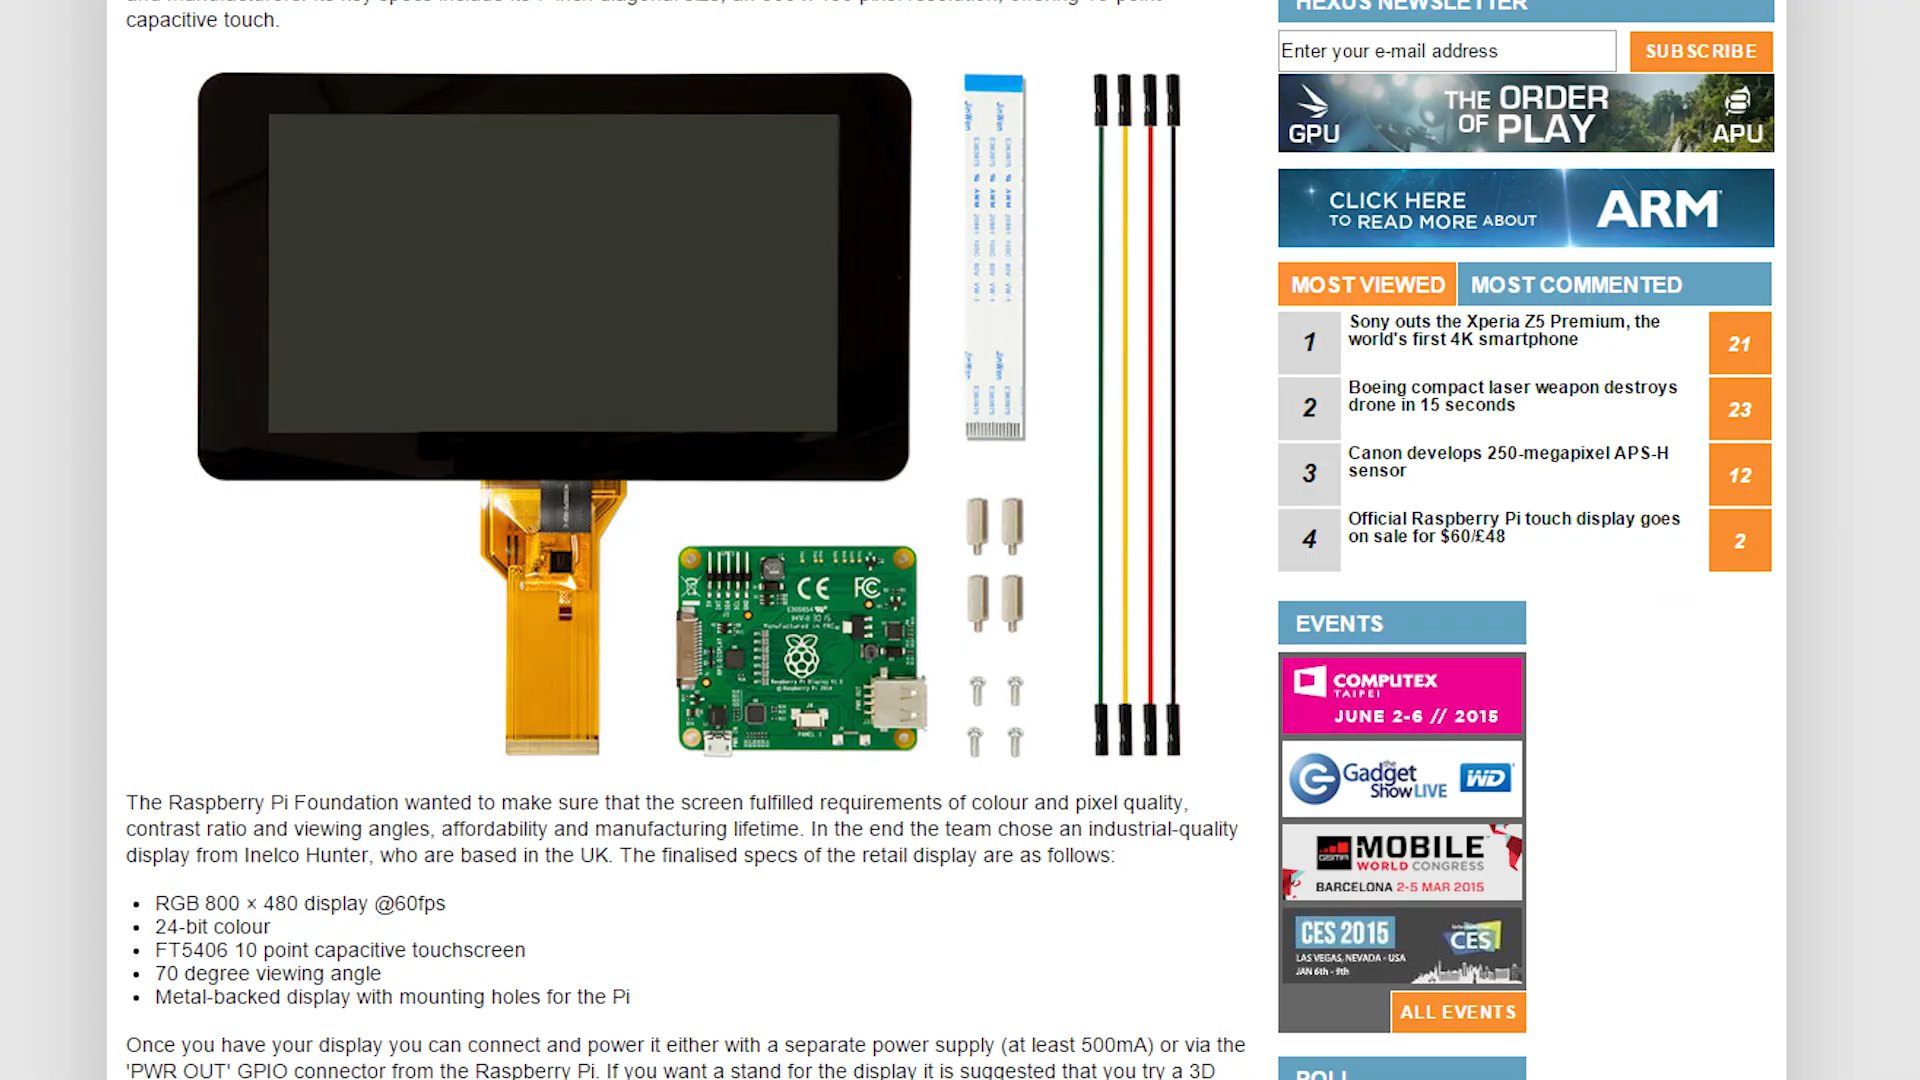 capacitive touch.
HEXUS NEWSLETTER
Enter your e-mail address
SUBSCRIBE
THE ORDER
OF PLAY
GPU
APU
CLICK HERE
TO READ MORE ABOUT
ARM
MOST VIEWED
MOST COMMENTED
1
Sony outs the Xperia Z5 Premium, the
world's first 4K smartphone
21
2
Boeing compact laser weapon destroys
drone in 15 seconds
23
3
Canon develops 250-megapixel APS-H
sensor
12
4
Official Raspberry Pi touch display goes
on sale for $60/£48
2
EVENTS
COMPUTEX
TAIPEI
JUNE 2-6 // 2015
the
Gadget
Show LIVE
WD
GSMA
MOBILE
WORLD CONGRESS
BARCELONA 2-5 MAR 2015
CES 2015
CES
LAS VEGAS, NEVADA - USA
JAN 6th - 9th
ALL EVENTS
POLL
CE FC
The Raspberry Pi Foundation wanted to make sure that the screen fulfilled requirements of colour and pixel quality,
contrast ratio and viewing angles, affordability and manufacturing lifetime. In the end the team chose an industrial-quality
display from Inelco Hunter, who are based in the UK. The finalised specs of the retail display are as follows:
• RGB 800 × 480 display @60fps
• 24-bit colour
• FT5406 10 point capacitive touchscreen
• 70 degree viewing angle
• Metal-backed display with mounting holes for the Pi
Once you have your display you can connect and power it either with a separate power supply (at least 500mA) or via the
'PWR OUT' GPIO connector from the Raspberry Pi. If you want a stand for the display it is suggested that you try a 3D